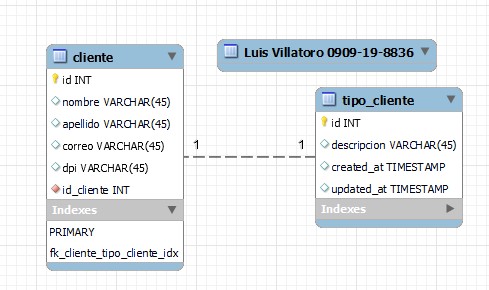 cliente
id INT
nombre VARCHAR(45)
apellido VARCHAR(45)
correo VARCHAR(45)
dpi VARCHAR(45)
id_cliente INT
Indexes
PRIMARY
fk_cliente_tipo_cliente_idx
1
1
Luis Villatoro 0909-19-8836
tipo_cliente
id INT
descripcion VARCHAR(45)
created_at TIMESTAMP
updated_at TIMESTAMP
Indexes